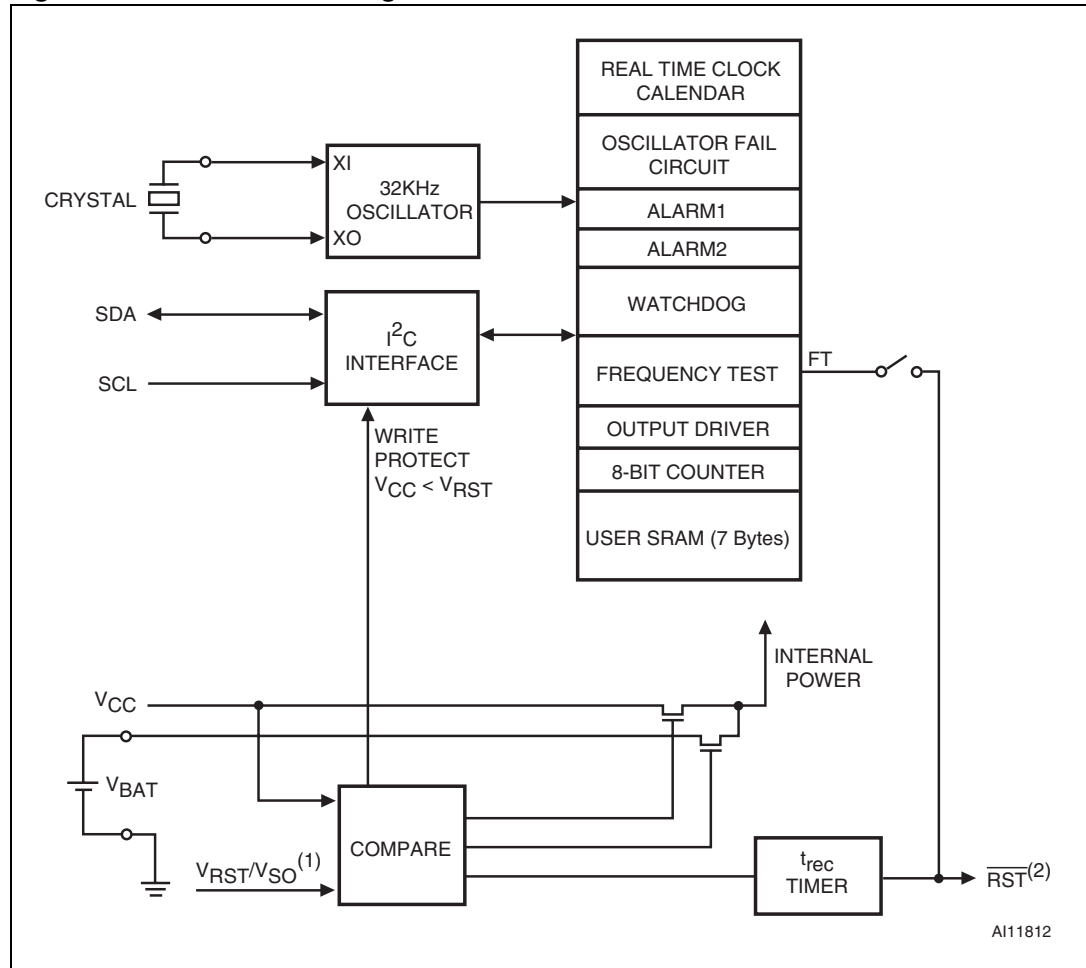 REAL TIME CLOCK
CALENDAR
OSCILLATOR FAIL
CIRCUIT
ALARM1
ALARM2
WATCHDOG
FREQUENCY TEST
OUTPUT DRIVER
8-BIT COUNTER
USER SRAM (7 Bytes)
CRYSTAL
XI
32KHz
OSCILLATOR
XO
SDA
SCL
I²C
INTERFACE
WRITE
PROTECT
VCC < VRST
FT
INTERNAL
POWER
VCC
VBAT
VRST/VSO(1)
COMPARE
trec
TIMER
R̅S̅T̅(2)
AI11812